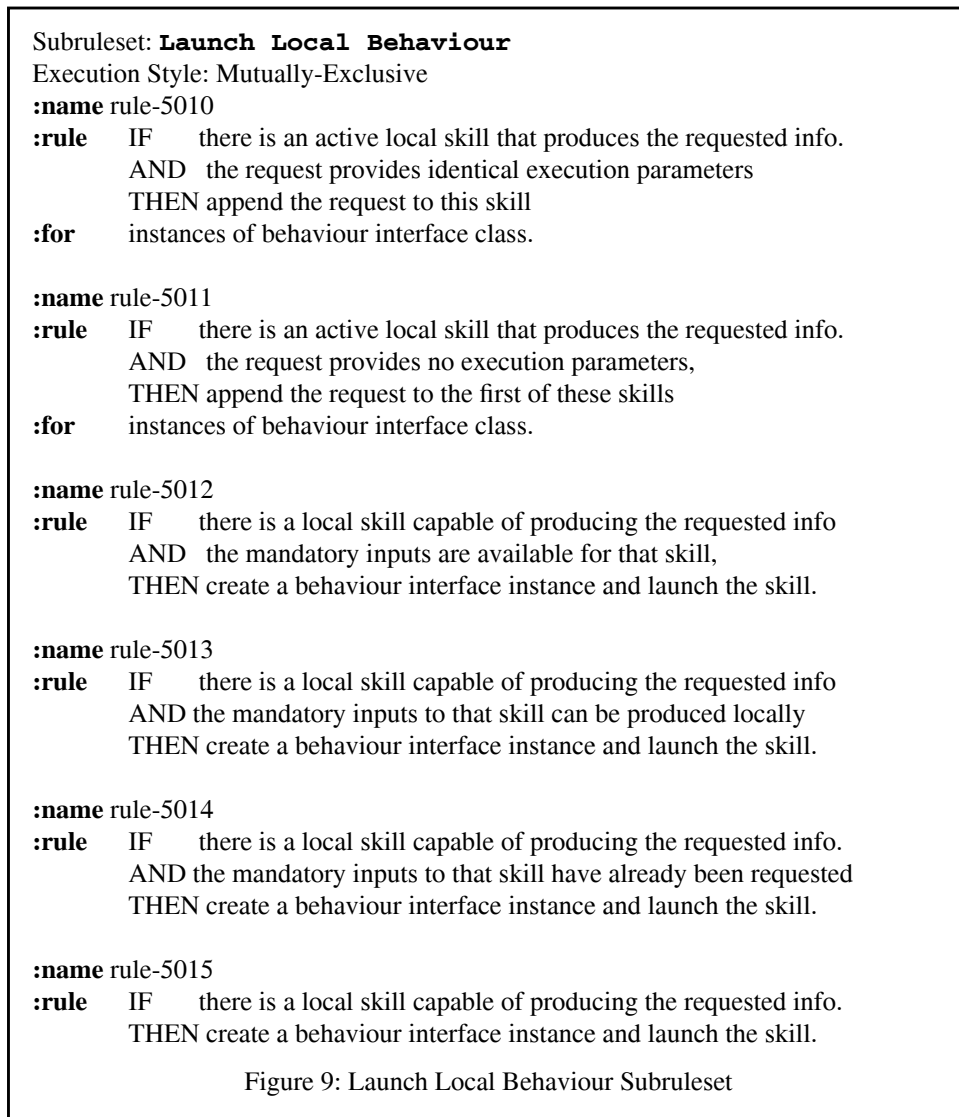 Subruleset: Launch Local Behaviour
Execution Style: Mutually-Exclusive
:name rule-5010
:rule IF there is an active local skill that produces the requested info.
AND the request provides identical execution parameters
THEN append the request to this skill
:for instances of behaviour interface class.
:name rule-5011
:rule IF there is an active local skill that produces the requested info.
AND the request provides no execution parameters,
THEN append the request to the first of these skills
:for instances of behaviour interface class.
:name rule-5012
:rule IF there is a local skill capable of producing the requested info
AND the mandatory inputs are available for that skill,
THEN create a behaviour interface instance and launch the skill.
:name rule-5013
:rule IF there is a local skill capable of producing the requested info
AND the mandatory inputs to that skill can be produced locally
THEN create a behaviour interface instance and launch the skill.
:name rule-5014
:rule IF there is a local skill capable of producing the requested info.
AND the mandatory inputs to that skill have already been requested
THEN create a behaviour interface instance and launch the skill.
:name rule-5015
:rule IF there is a local skill capable of producing the requested info.
THEN create a behaviour interface instance and launch the skill.
Figure 9: Launch Local Behaviour Subruleset